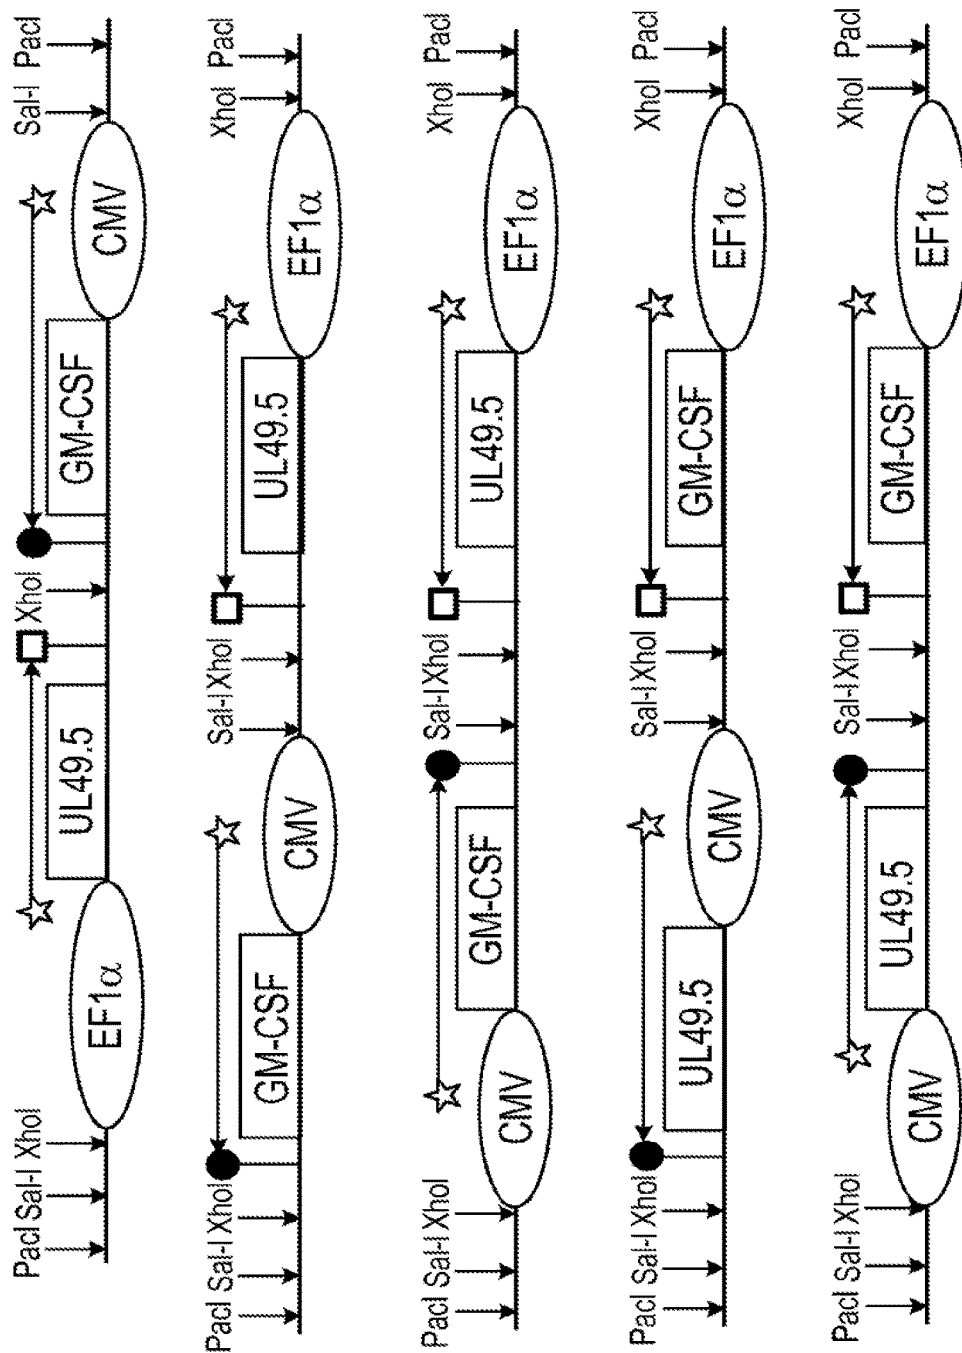 PacI Sal-I XhoI XhoI Sal-I PacI
EF1α UL49.5 GM-CSF CMV
PacI Sal-I XhoI Sal-I XhoI XhoI PacI
GM-CSF CMV UL49.5 EF1α
PacI Sal-I XhoI Sal-I XhoI XhoI PacI
CMV GM-CSF UL49.5 EF1α
PacI Sal-I XhoI Sal-I XhoI XhoI PacI
UL49.5 CMV GM-CSF EF1α
PacI Sal-I XhoI Sal-I XhoI XhoI PacI
CMV UL49.5 GM-CSF EF1α